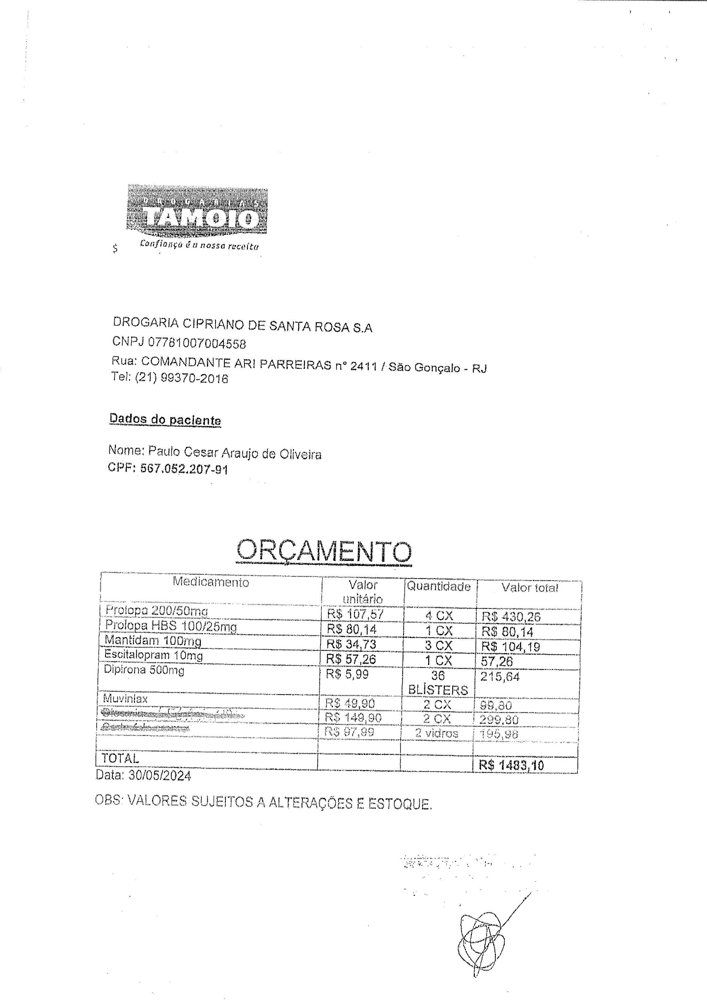 DROGARIAS
TAMOIO
Confiança é a nossa receita
$
DROGARIA CIPRIANO DE SANTA ROSA S.A
CNPJ 07781007004558
Rua: COMANDANTE ARI PARREIRAS n° 2411 / São Gonçalo - RJ
Tel: (21) 99370-2016
Dados do paciente
Nome: Paulo Cesar Araujo de Oliveira
CPF: 567.052.207-91
ORÇAMENTO
Medicamento Valor unitário Quantidade Valor total
Prolopa 200/50mg R$ 107,57 4 CX R$ 430,26
Prolopa HBS 100/25mg R$ 80,14 1 CX R$ 80,14
Mantidam 100mg R$ 34,73 3 CX R$ 104,19
Escitalopram 10mg R$ 57,26 1 CX 57,26
Dipirona 500mg R$ 5,99 36 BLÍSTERS 215,64
Muvinlax R$ 49,90 2 CX 99,80
R$ 149,90 2 CX 299,80
R$ 97,99 2 vidros 195,98
TOTAL R$ 1483,10
Data: 30/05/2024
OBS: VALORES SUJEITOS A ALTERAÇÕES E ESTOQUE.